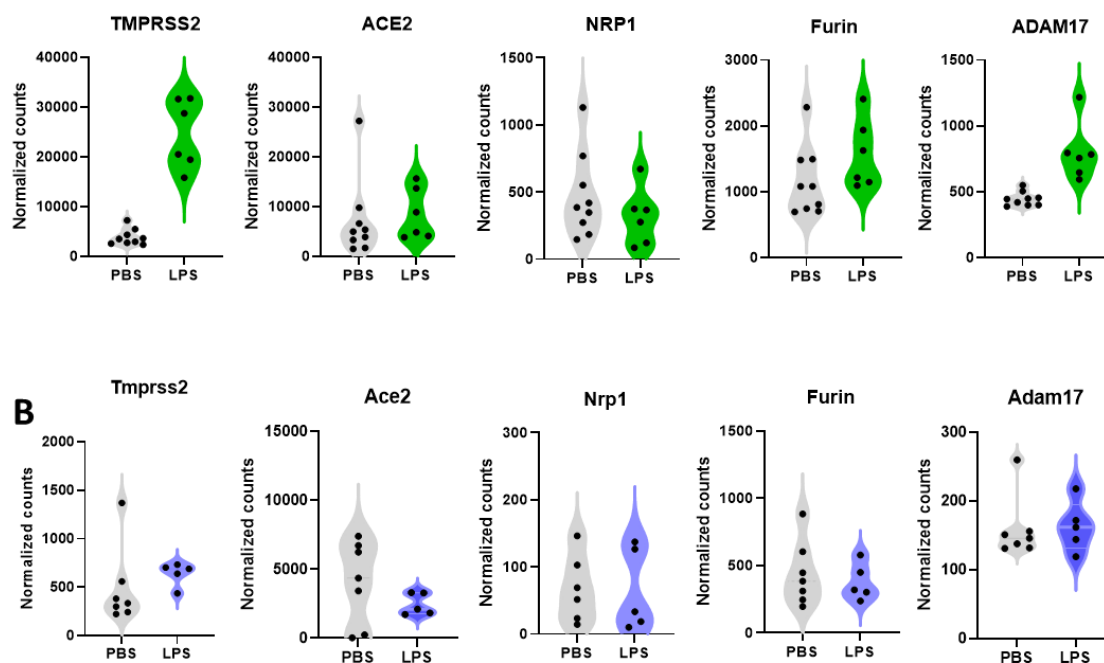 TMPRSS2
Normalized counts
40000
30000
20000
10000
0
PBS LPS
ACE2
Normalized counts
40000
30000
20000
10000
0
PBS LPS
NRP1
Normalized counts
1500
1000
500
0
PBS LPS
Furin
Normalized counts
3000
2000
1000
0
PBS LPS
ADAM17
Normalized counts
1500
1000
500
0
PBS LPS
B
Tmprss2
Normalized counts
2000
1500
1000
500
0
PBS LPS
Ace2
Normalized counts
15000
10000
5000
0
PBS LPS
Nrp1
Normalized counts
300
200
100
0
PBS LPS
Furin
Normalized counts
1500
1000
500
0
PBS LPS
Adam17
Normalized counts
300
200
100
0
PBS LPS